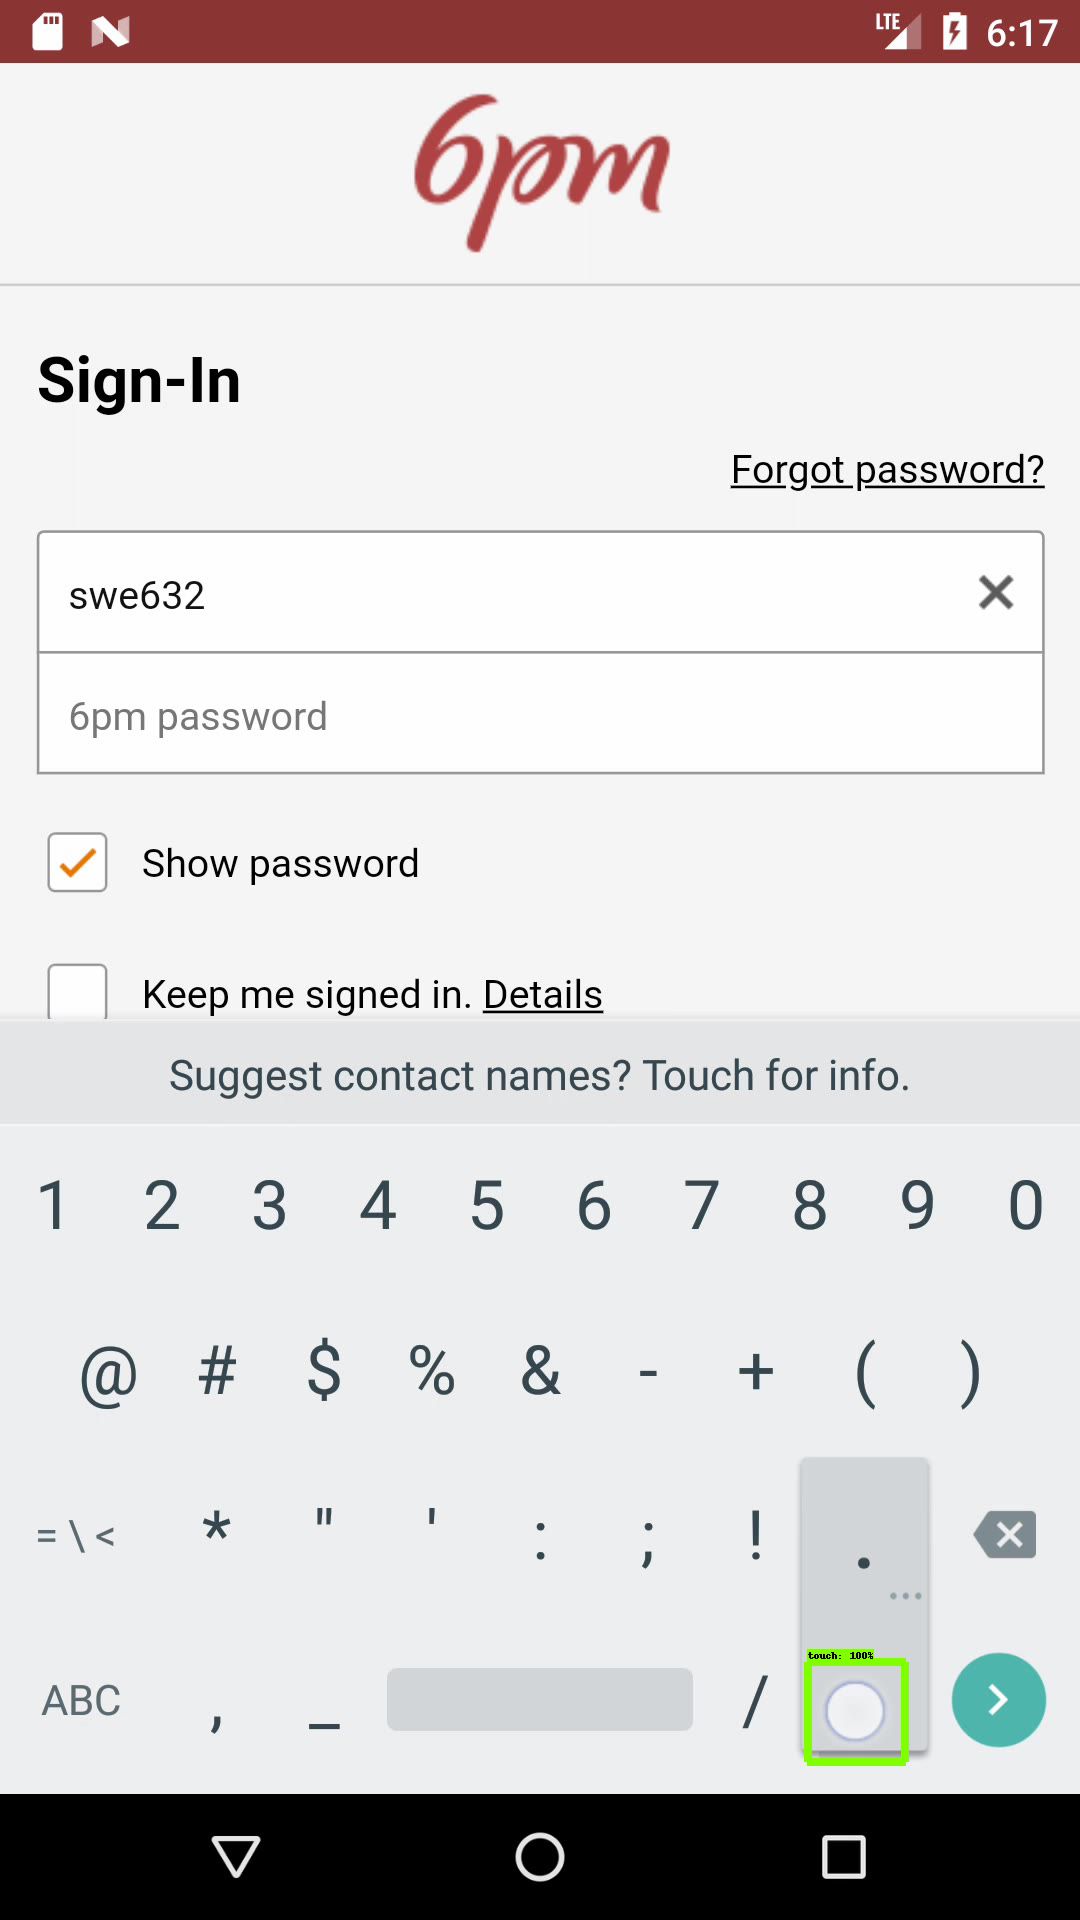 LTE 6:17
6pm
Sign-In
Forgot password?
swe632
6pm password
Show password
Keep me signed in. Details
Suggest contact names? Touch for info.
1 2 3 4 5 6 7 8 9 0
@ # $ % & - + ( )
= \ < * " ' : ; ! .
touch: 100%
ABC , _ /